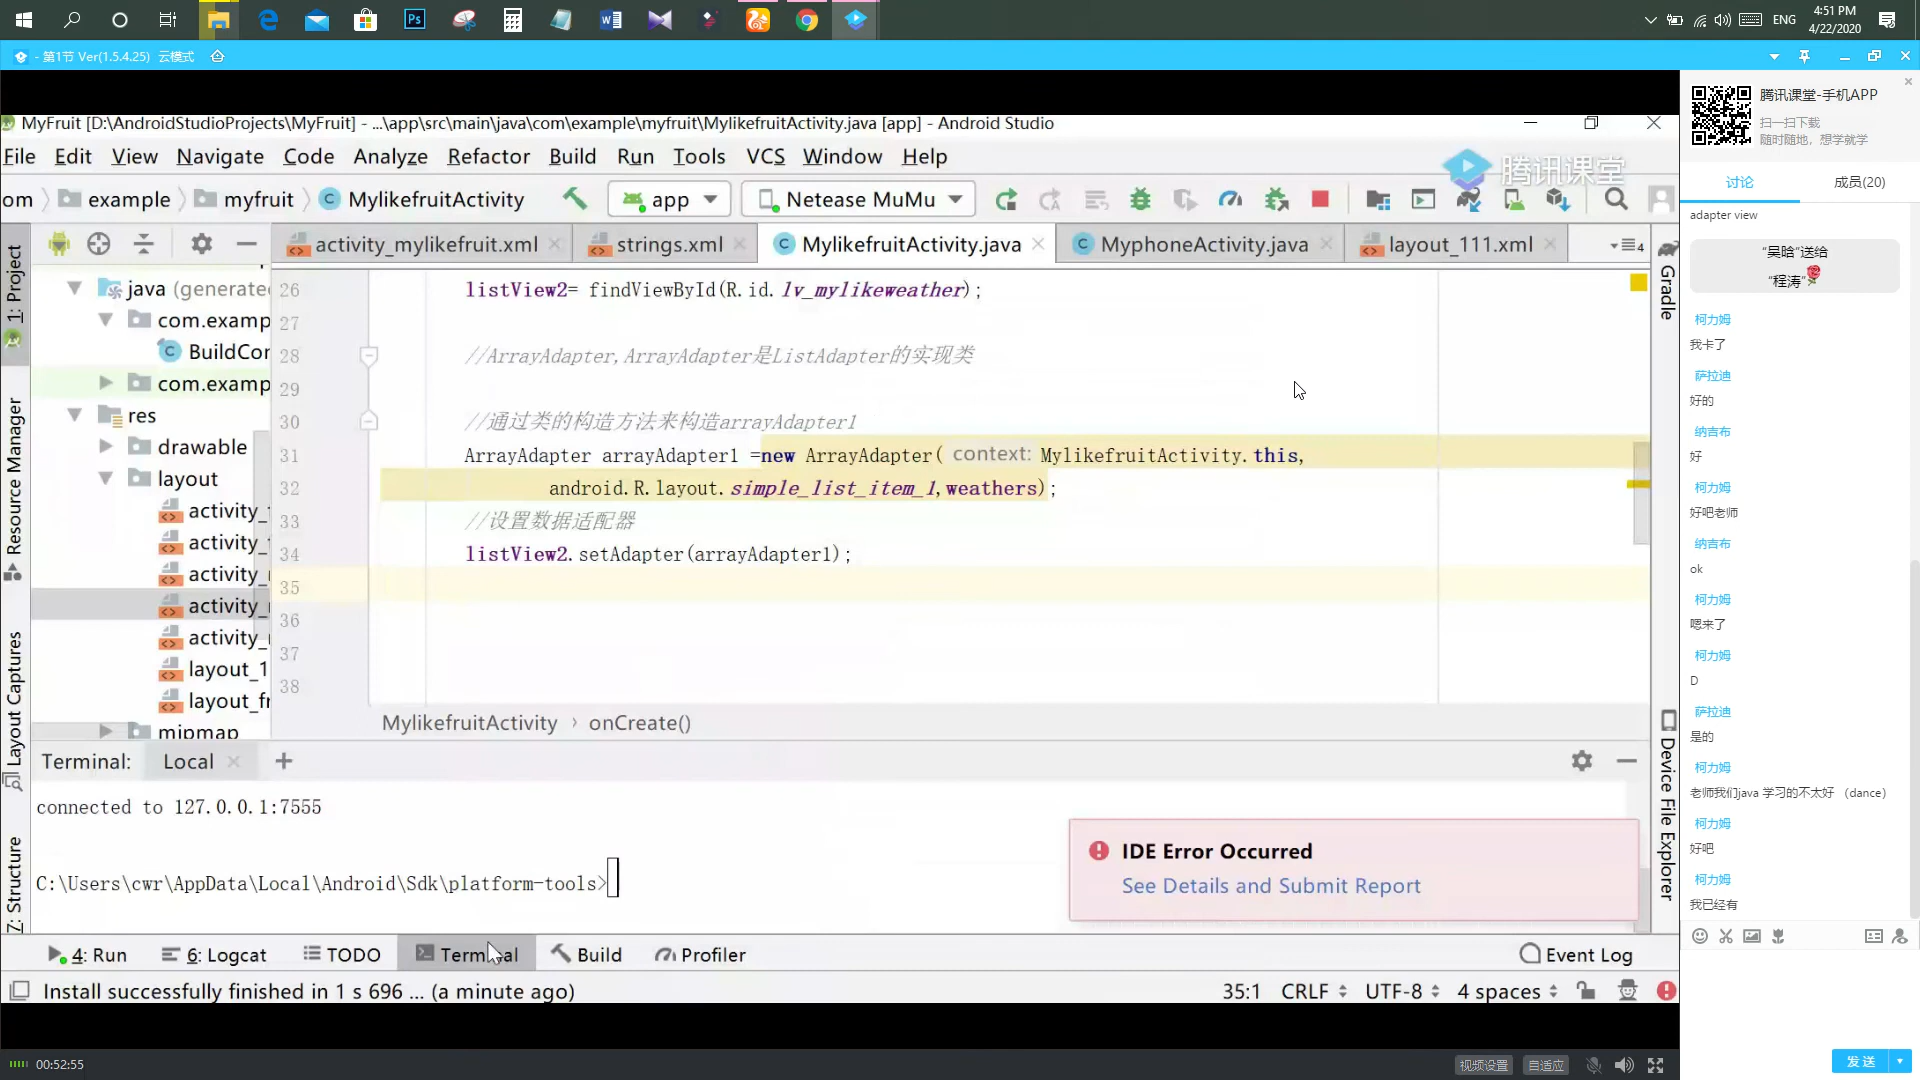 ENG
4:51 PM
4/22/2020
- 第1节 Ver(1.5.4.25) 云模式
MyFruit [D:\AndroidStudioProjects\MyFruit] - ...\app\src\main\java\com\example\myfruit\MylikefruitActivity.java [app] - Android Studio
File Edit View Navigate Code Analyze Refactor Build Run Tools VCS Window Help
腾讯课堂
om example myfruit MylikefruitActivity app Netease MuMu
activity_mylikefruit.xml strings.xml MylikefruitActivity.java MyphoneActivity.java layout_111.xml
1: Project
Resource Manager
Layout Captures
Z: Structure
java (generate
com.examp
BuildCor
com.examp
res
drawable
layout
activity_
activity_
activity_
activity_
activity_
layout_1
layout_fr
mipmap
26 listView2= findViewById(R.id.lv_mylikeweather);
27
28 //ArrayAdapter,ArrayAdapter是ListAdapter的实现类
29
30 //通过类的构造方法来构造arrayAdapter1
31 ArrayAdapter arrayAdapter1 =new ArrayAdapter( context: MylikefruitActivity.this,
32 android.R.layout.simple_list_item_1,weathers);
33 //设置数据适配器
34 listView2.setAdapter(arrayAdapter1);
35
36
37
38
MylikefruitActivity › onCreate()
Gradle
Device File Explorer
Terminal: Local +
connected to 127.0.0.1:7555
C:\Users\cwr\AppData\Local\Android\Sdk\platform-tools>
IDE Error Occurred
See Details and Submit Report
4: Run 6: Logcat TODO Terminal Build Profiler Event Log
Install successfully finished in 1 s 696 ... (a minute ago) 35:1 CRLF UTF-8 4 spaces
00:52:55 视频设置 自适应
腾讯课堂-手机APP
扫一扫下载
随时随地，想学就学
讨论 成员(20)
adapter view
“吴晗”送给
“程涛”
柯力姆
我卡了
萨拉迪
好的
纳吉布
好
柯力姆
好吧老师
纳吉布
ok
柯力姆
嗯来了
柯力姆
D
萨拉迪
是的
柯力姆
老师我们java 学习的不太好 （dance）
柯力姆
好吧
柯力姆
我已经有
发送